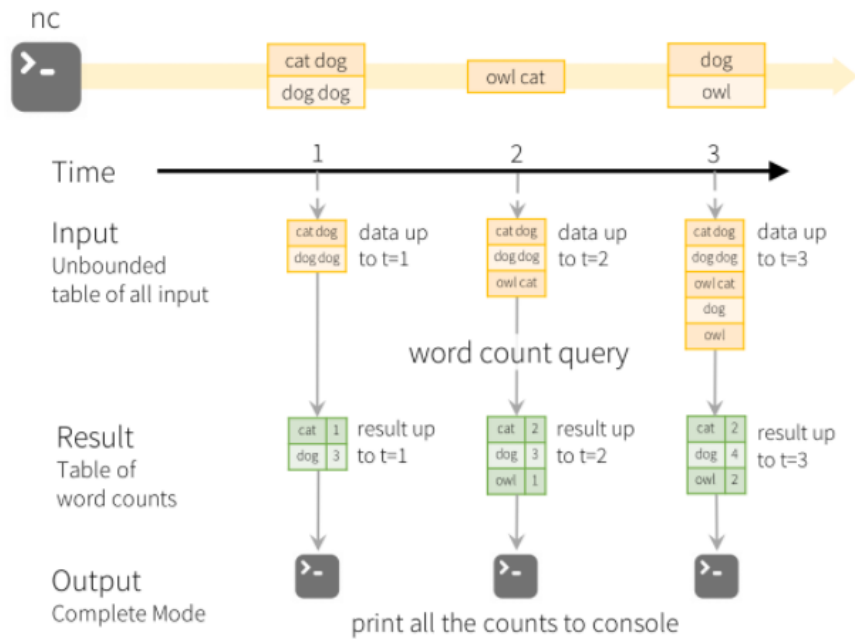 nc
cat dog
dog dog
owl cat
dog
owl
Time
1
2
3
Input
Unbounded
table of all input
cat dog
dog dog
data up
to t=1
cat dog
dog dog
owl cat
data up
to t=2
cat dog
dog dog
owl cat
dog
owl
data up
to t=3
word count query
Result
Table of
word counts
cat 1
dog 3
result up
to t=1
cat 2
dog 3
owl 1
result up
to t=2
cat 2
dog 4
owl 2
result up
to t=3
Output
Complete Mode
print all the counts to console